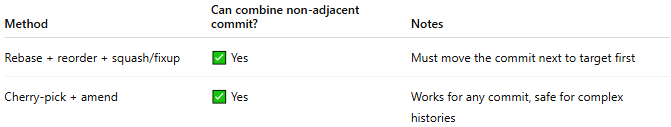 Method Can combine non-adjacent commit? Notes
Rebase + reorder + squash/fixup ✅ Yes Must move the commit next to target first
Cherry-pick + amend ✅ Yes Works for any commit, safe for complex histories